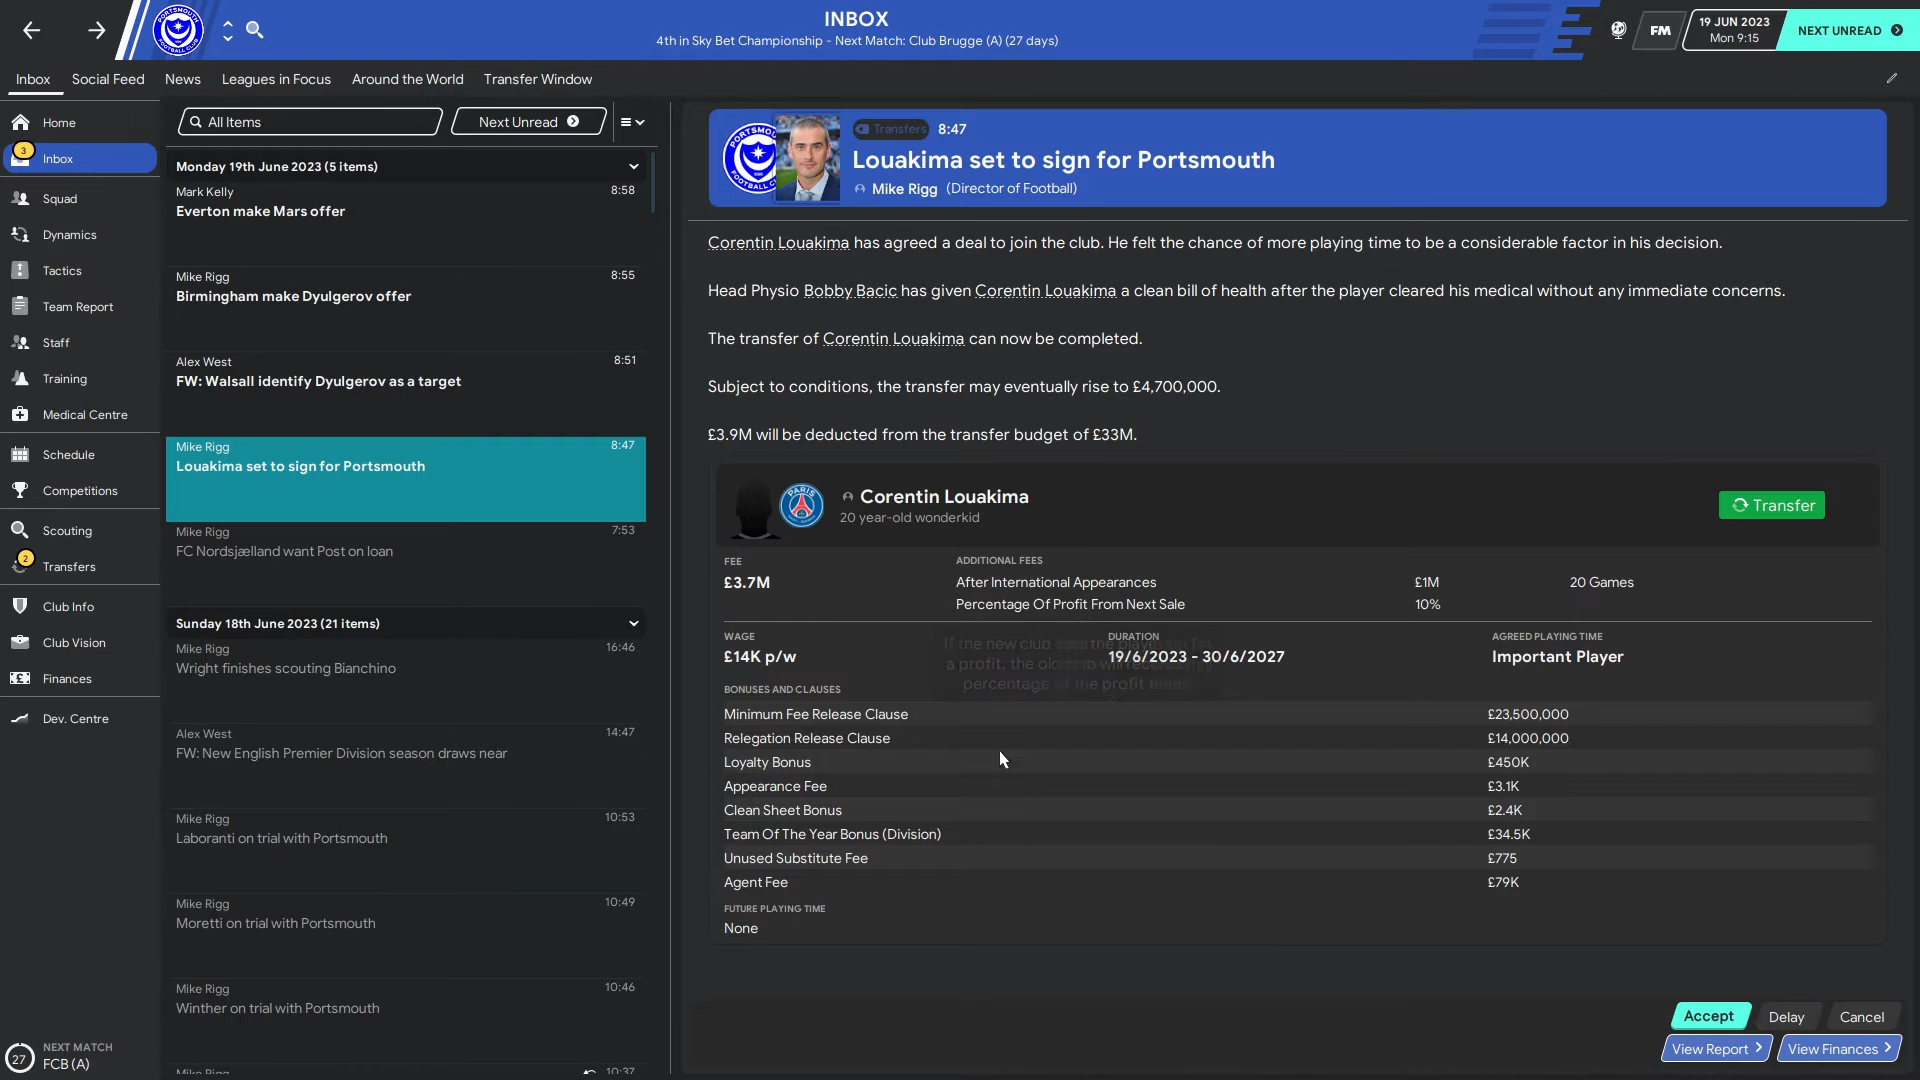 INBOX
4th in Sky Bet Championship - Next Match: Club Brugge (A) (27 days)
FM
19 JUN 2023
Mon 9:15
NEXT UNREAD
Inbox
Social Feed
News
Leagues in Focus
Around the World
Transfer Window
Home
3
Inbox
Squad
Dynamics
Tactics
Team Report
Staff
Training
Medical Centre
Schedule
Competitions
Scouting
2
Transfers
Club Info
Club Vision
Finances
Dev. Centre
27
NEXT MATCH
FCB (A)
All Items
Next Unread
Monday 19th June 2023 (5 items)
Mark Kelly 8:58
Everton make Mars offer
Mike Rigg 8:55
Birmingham make Dyulgerov offer
Alex West 8:51
FW: Walsall identify Dyulgerov as a target
Mike Rigg 8:47
Louakima set to sign for Portsmouth
Mike Rigg 7:53
FC Nordsjælland want Post on loan
Sunday 18th June 2023 (21 items)
Mike Rigg 16:46
Wright finishes scouting Bianchino
Alex West 14:47
FW: New English Premier Division season draws near
Mike Rigg 10:53
Laboranti on trial with Portsmouth
Mike Rigg 10:49
Moretti on trial with Portsmouth
Mike Rigg 10:46
Winther on trial with Portsmouth
Mike Rigg 10:37
Transfers 8:47
Louakima set to sign for Portsmouth
Mike Rigg (Director of Football)
Corentin Louakima has agreed a deal to join the club. He felt the chance of more playing time to be a considerable factor in his decision.
Head Physio Bobby Bacic has given Corentin Louakima a clean bill of health after the player cleared his medical without any immediate concerns.
The transfer of Corentin Louakima can now be completed.
Subject to conditions, the transfer may eventually rise to £4,700,000.
£3.9M will be deducted from the transfer budget of £33M.
PARIS
Corentin Louakima
20 year-old wonderkid
Transfer
FEE
£3.7M
ADDITIONAL FEES
After International Appearances £1M 20 Games
Percentage Of Profit From Next Sale 10%
WAGE
£14K p/w
DURATION
19/6/2023 - 30/6/2027
AGREED PLAYING TIME
Important Player
If the new club
a profit, the old
percentage of the profit
BONUSES AND CLAUSES
Minimum Fee Release Clause £23,500,000
Relegation Release Clause £14,000,000
Loyalty Bonus £450K
Appearance Fee £3.1K
Clean Sheet Bonus £2.4K
Team Of The Year Bonus (Division) £34.5K
Unused Substitute Fee £775
Agent Fee £79K
FUTURE PLAYING TIME
None
Accept
Delay
Cancel
View Report
View Finances